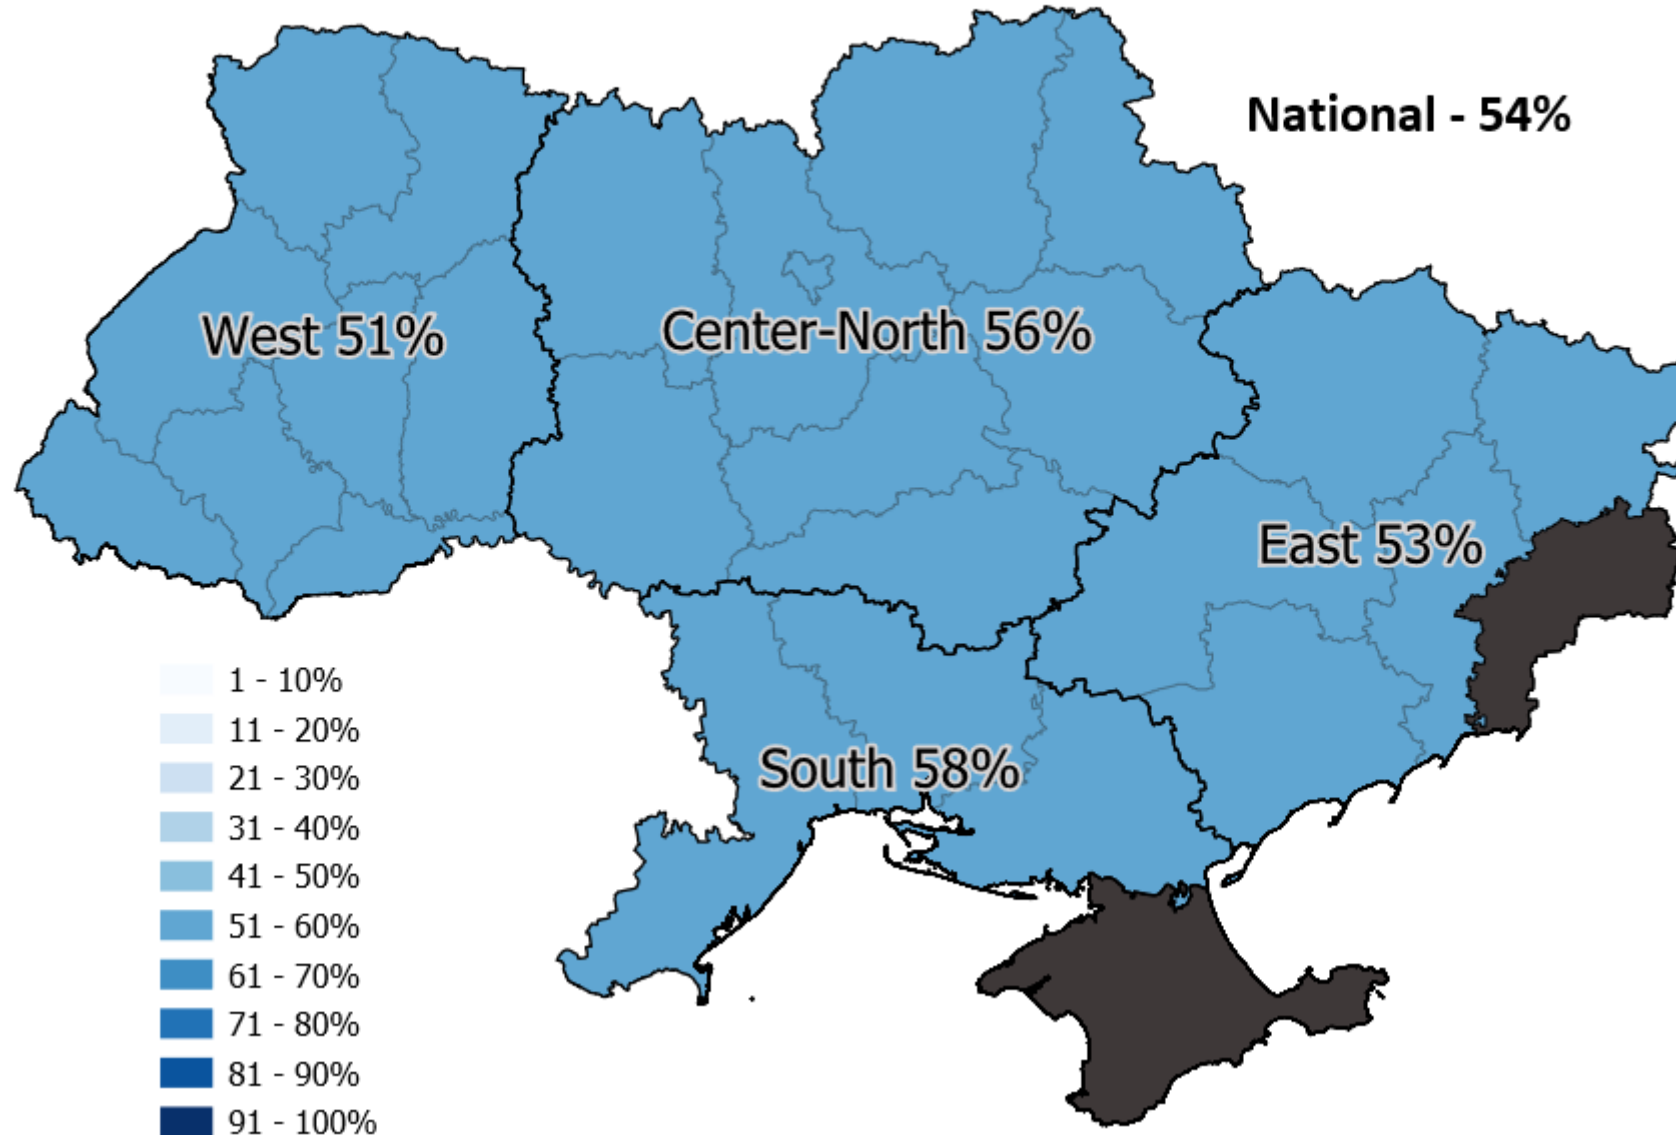 National - 54%
West 51%
Center-North 56%
East 53%
South 58%
1 - 10%
11 - 20%
21 - 30%
31 - 40%
41 - 50%
51 - 60%
61 - 70%
71 - 80%
81 - 90%
91 - 100%